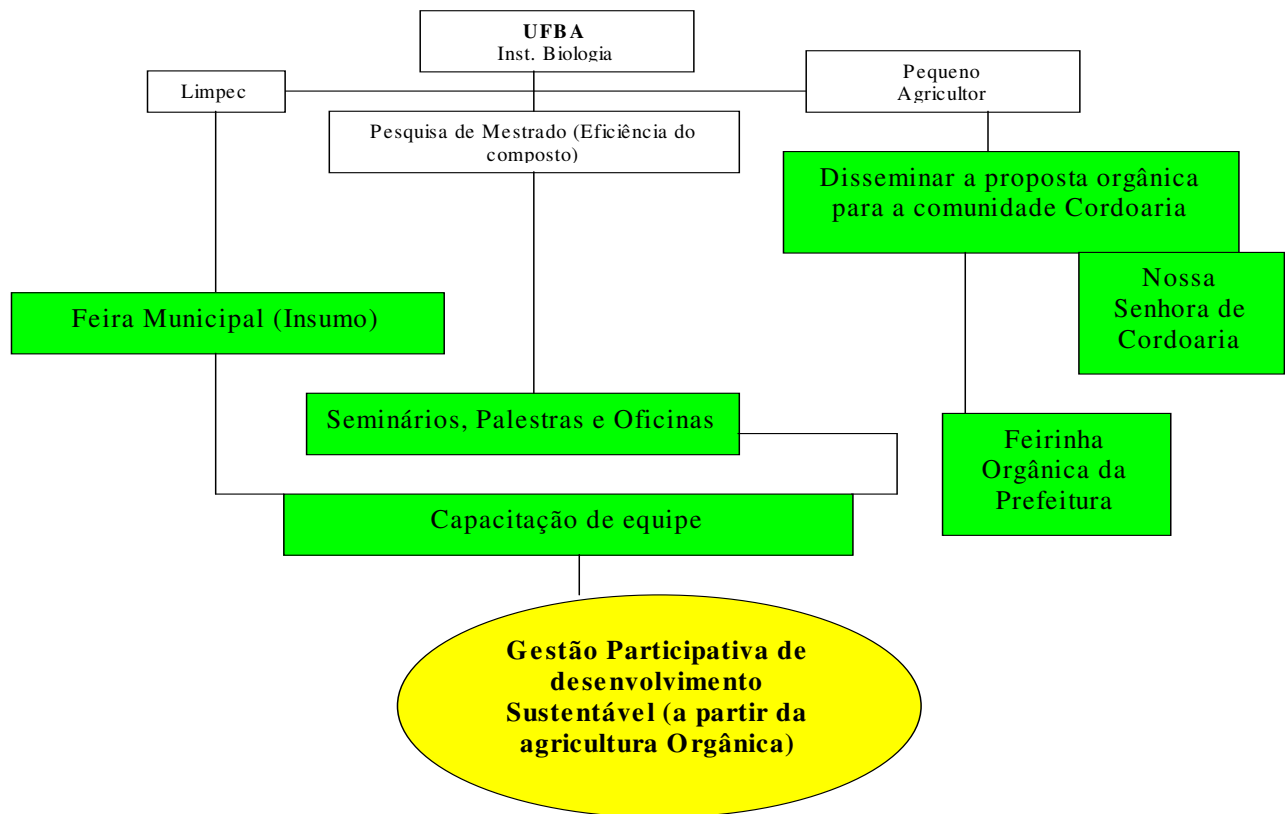 UFBA
Inst. Biologia
Limpec
Pequeno
Agricultor
Pesquisa de Mestrado (Eficiência do
composto)
Disseminar a proposta orgânica
para a comunidade Cordoaria
Nossa
Senhora de
Cordoaria
Feira Municipal (Insumo)
Seminários, Palestras e Oficinas
Feirinha
Orgânica da
Prefeitura
Capacitação de equipe
Gestão Participativa de
desenvolvimento
Sustentável (a partir da
agricultura Orgânica)